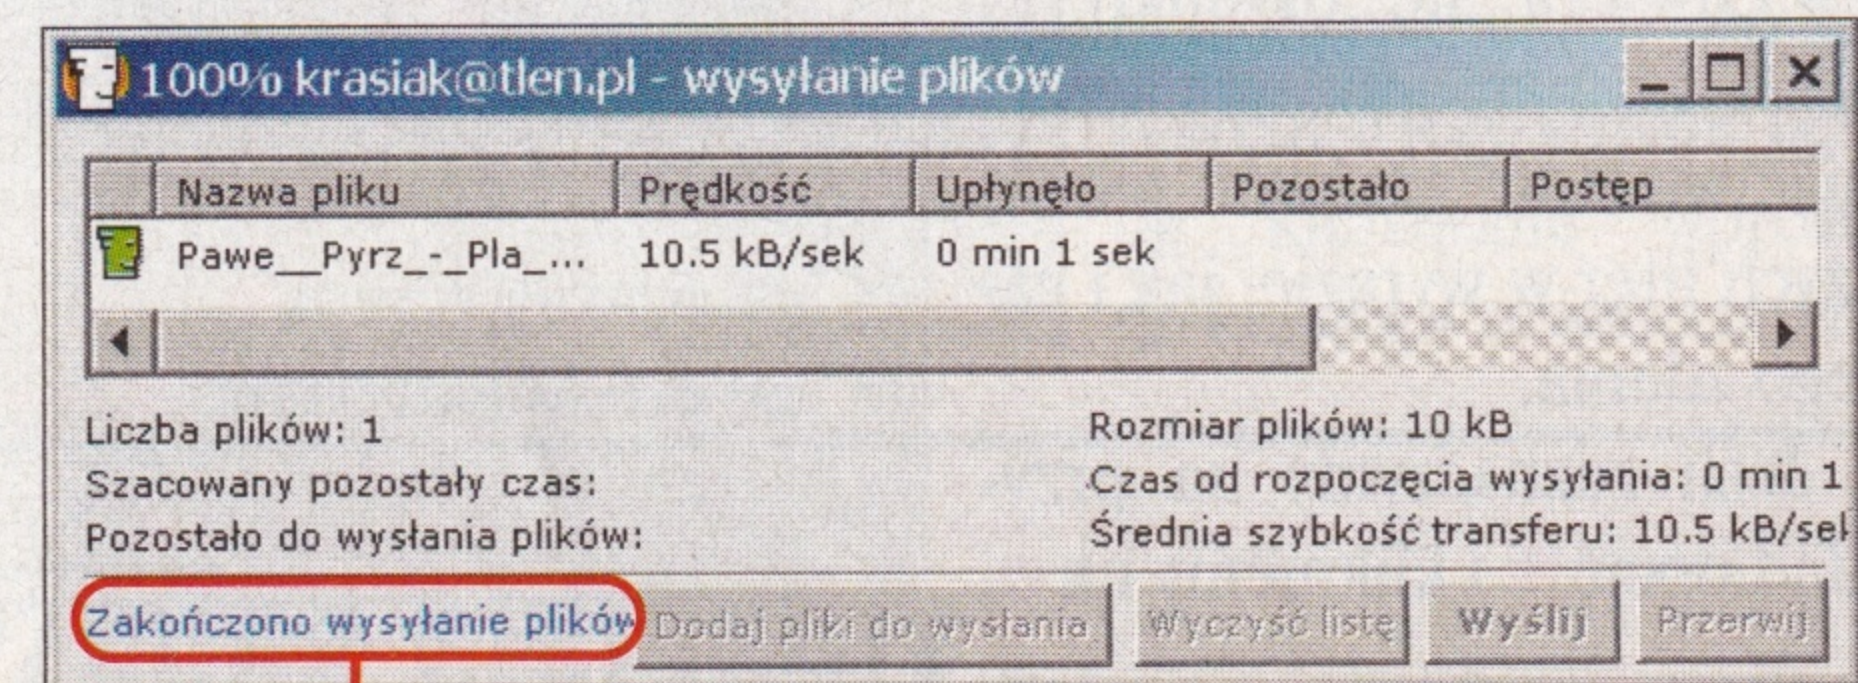 100% krasiak@tlen.pl - wysyłanie plików
Nazwa pliku Prędkość Upłynęło Pozostało Postęp
Pawe__Pyrz_-_Pla_... 10.5 kB/sek 0 min 1 sek
Liczba plików: 1 Rozmiar plików: 10 kB
Szacowany pozostały czas: Czas od rozpoczęcia wysyłania: 0 min 1
Pozostało do wysłania plików: Średnia szybkość transferu: 10.5 kB/sek
Zakończono wysyłanie plików Dodaj pliki do wysłania Wyczyść listę Wyślij Przerwij